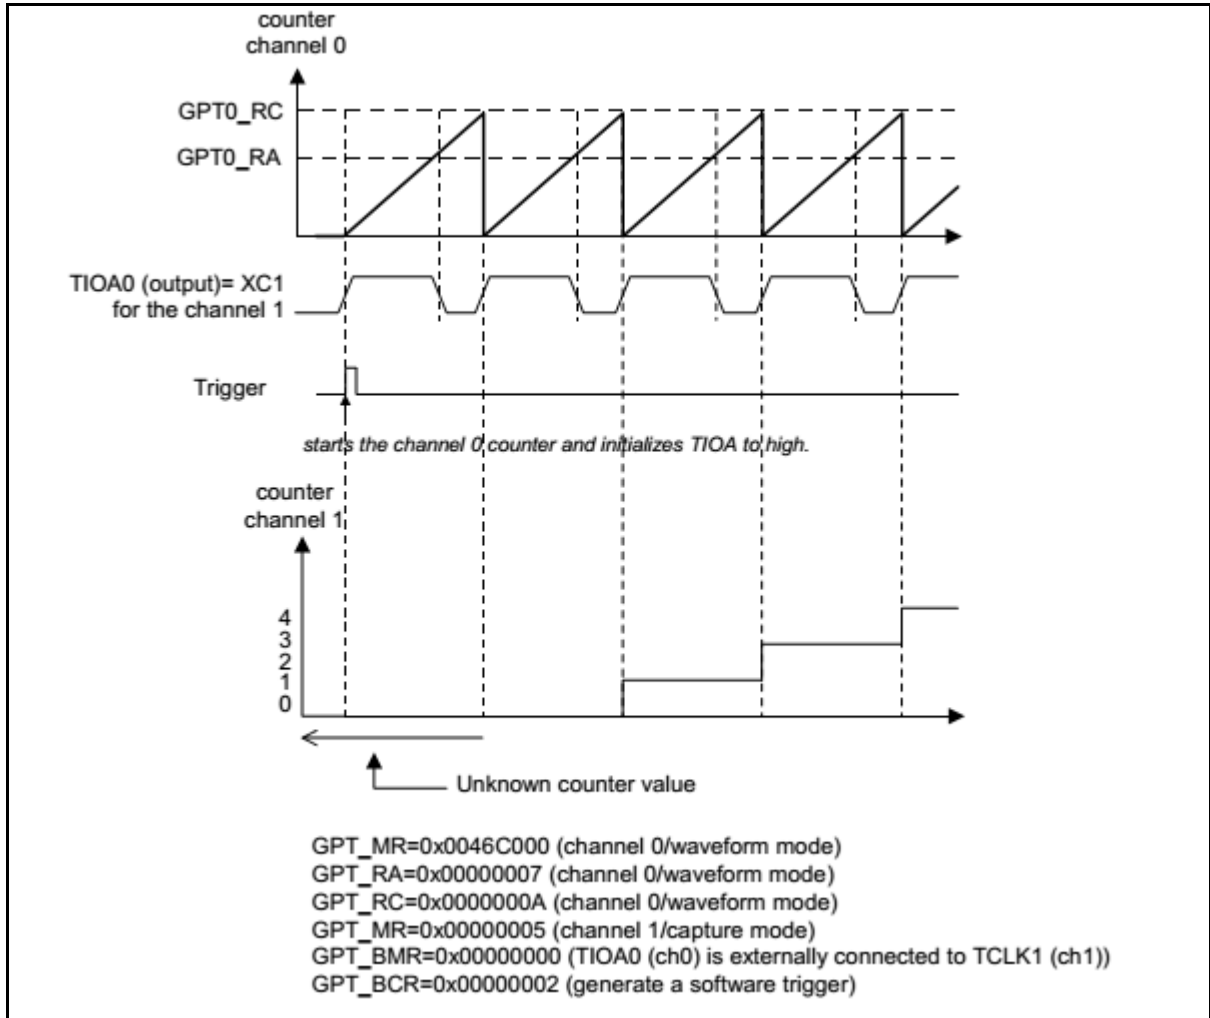 counter
channel 0
GPT0_RC
GPT0_RA
TIOA0 (output)= XC1
for the channel 1
Trigger
starts the channel 0 counter and initializes TIOA to high.
counter
channel 1
4
3
2
1
0
Unknown counter value
GPT_MR=0x0046C000 (channel 0/waveform mode)
GPT_RA=0x00000007 (channel 0/waveform mode)
GPT_RC=0x0000000A (channel 0/waveform mode)
GPT_MR=0x00000005 (channel 1/capture mode)
GPT_BMR=0x00000000 (TIOA0 (ch0) is externally connected to TCLK1 (ch1))
GPT_BCR=0x00000002 (generate a software trigger)